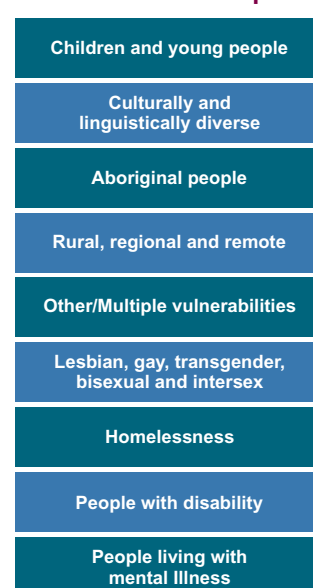 Children and young people
Culturally and
linguistically diverse
Aboriginal people
Rural, regional and remote
Other/Multiple vulnerabilities
Lesbian, gay, transgender,
bisexual and intersex
Homelessness
People with disability
People living with
mental Illness